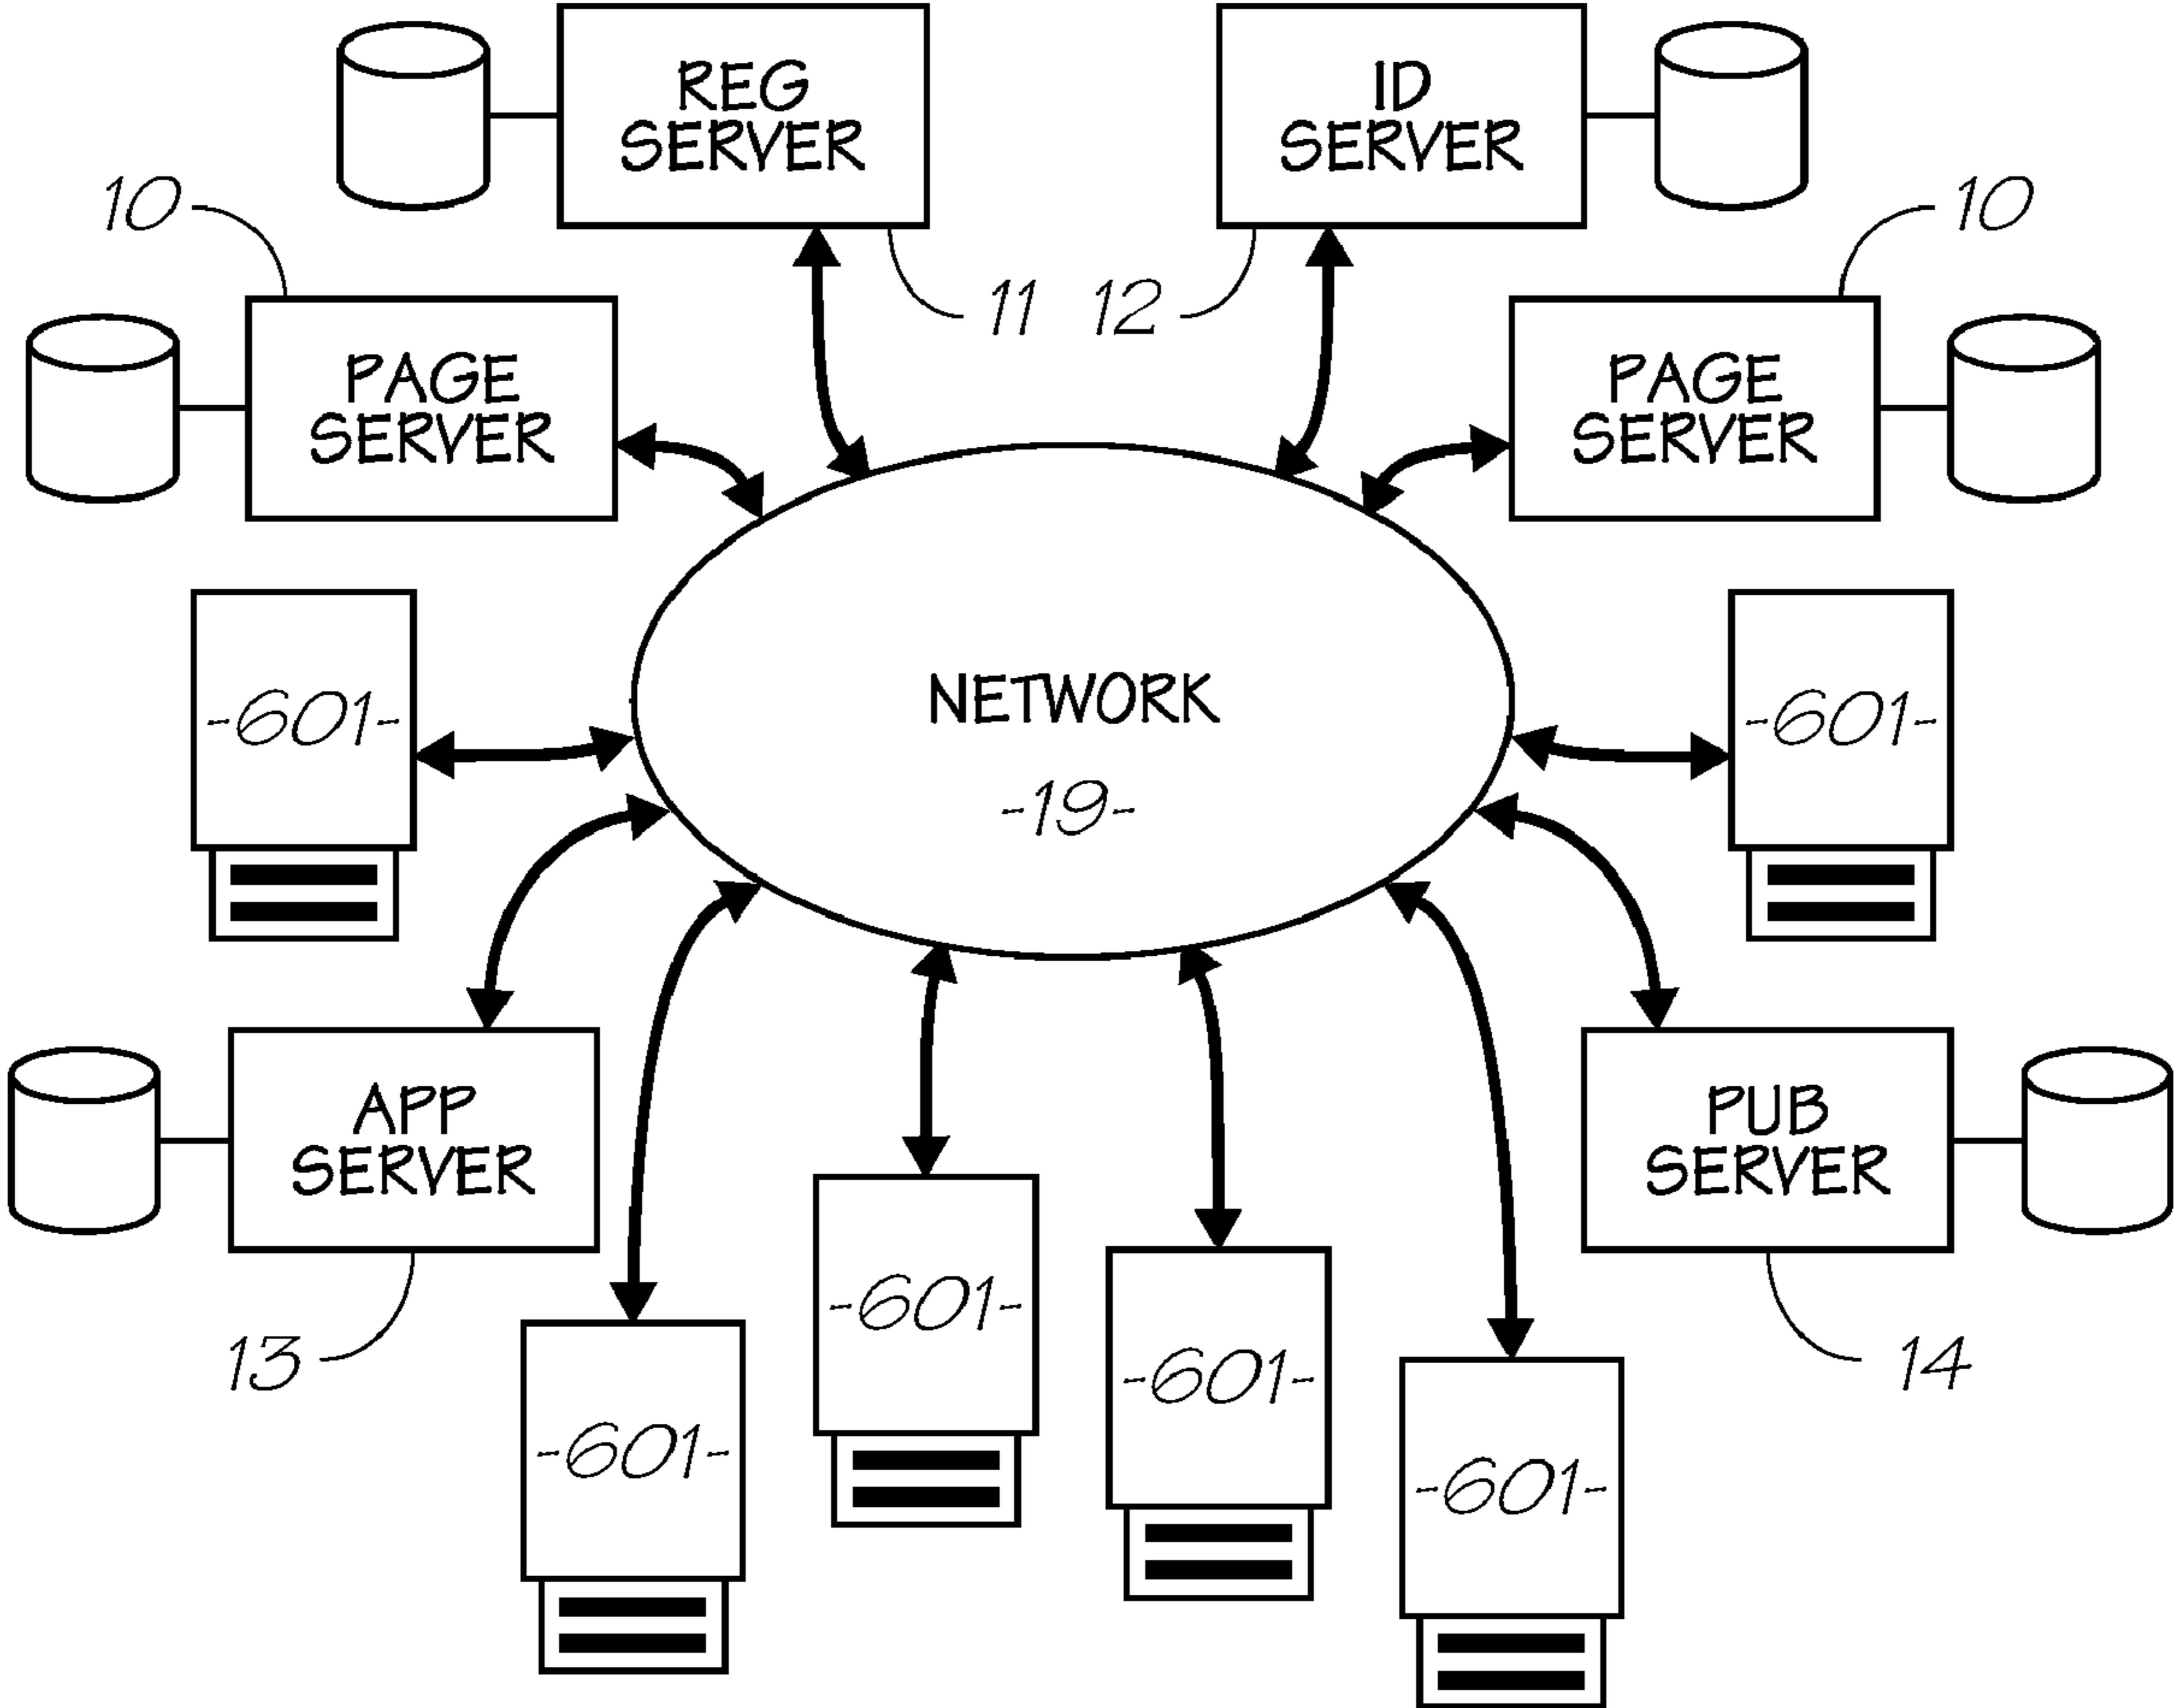 REG
SERVER
ID
SERVER
10
10
11
12
PAGE
SERVER
PAGE
SERVER
-601-
NETWORK
-19-
-601-
APP
SERVER
PUB
SERVER
13
-601-
-601-
-601-
-601-
14